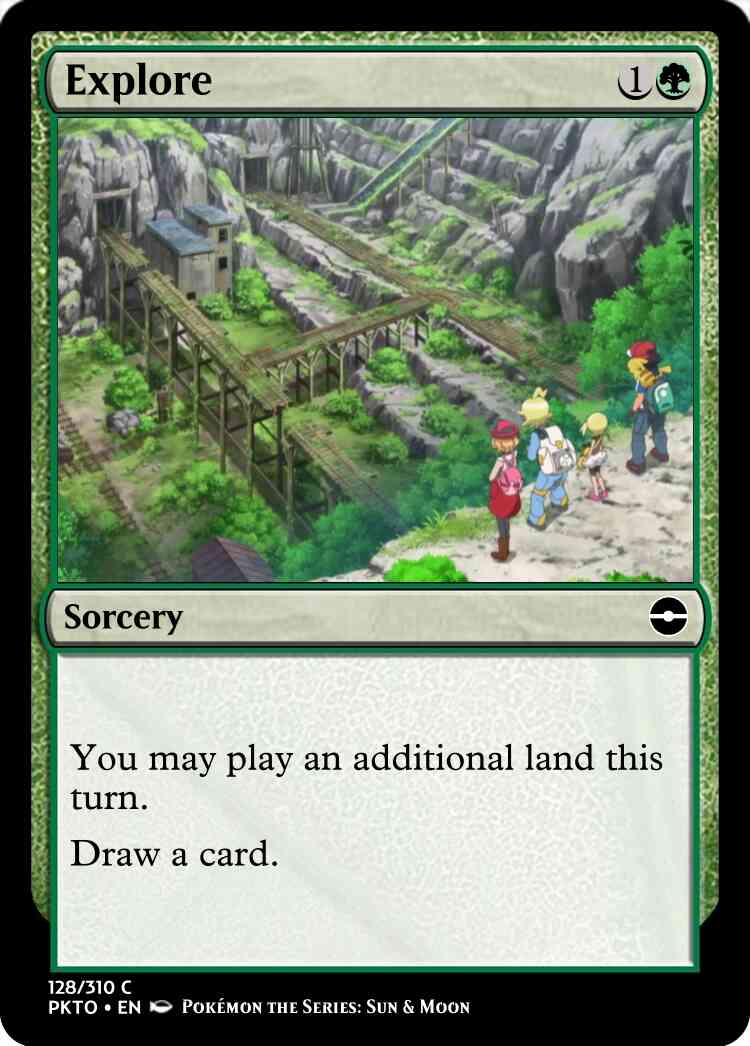 Explore 1
Sorcery
You may play an additional land this
turn.
Draw a card.
128/310 C
PKTO • EN Pokémon the Series: Sun & Moon